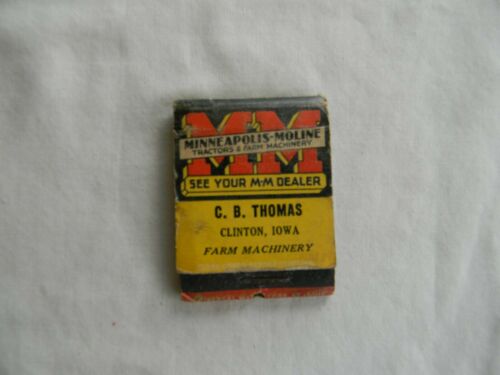 MM
MINNEAPOLIS-MOLINE
TRACTORS & FARM MACHINERY
SEE YOUR M-M DEALER
C. B. THOMAS
CLINTON, IOWA
FARM MACHINERY